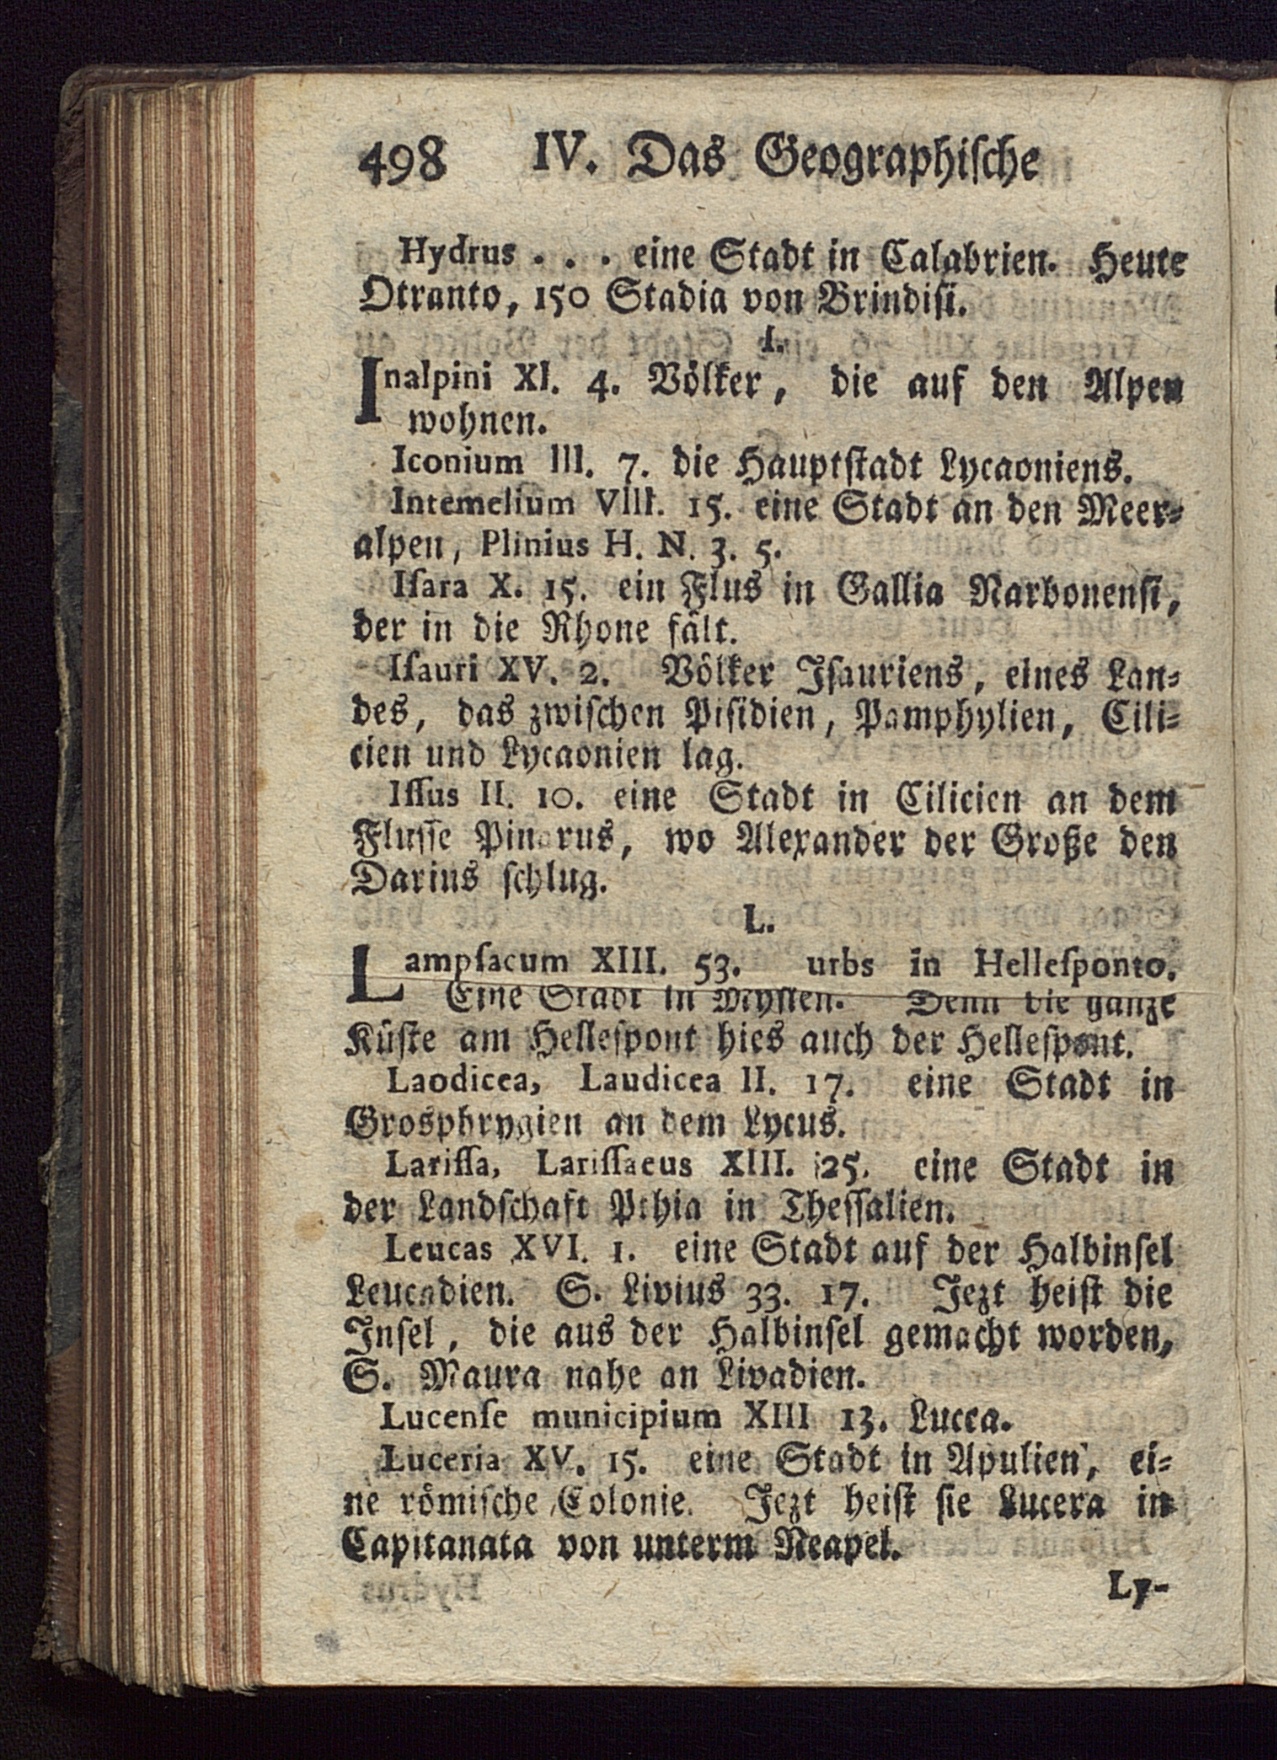 498 IV. Das Geographiſche
Hydrus . . . eine Stadt in Calabrien. Heute
Otranto, 150 Stadia von Brindiſi.
I.
Inalpini XI. 4. Völker, die auf den Alpen
wohnen.
Iconium III. 7. die Hauptſtadt Lycaoniens.
Intemelium VIII. 15. eine Stadt an den Meer-
alpen, Plinius H. N. 3. 5.
Iſara X. 15. ein Flus in Gallia Narbonenſi,
der in die Rhone fält.
Iſauri XV. 2. Völker Iſauriens, eines Lan-
des, das zwiſchen Piſidien, Pamphylien, Cili-
cien und Lycaonien lag.
Iſſus II. 10. eine Stadt in Cilicien an dem
Fluſſe Pinarus, wo Alexander der Große den
Darius ſchlug.
L.
Lampſacum XIII. 53. urbs in Helleſponto.
Eine Stadt in Myſien. Denn die ganze
Küſte am Helleſpont hies auch der Helleſpont.
Laodicea, Laudicea II. 17. eine Stadt in
Grosphrygien an dem Lycus.
Lariſſa, Lariſſaeus XIII. 25. eine Stadt in
der Landſchaft Pthia in Theſſalien.
Leucas XVI. 1. eine Stadt auf der Halbinſel
Leucadien. S. Livius 33. 17. Jezt heiſt die
Inſel, die aus der Halbinſel gemacht worden,
S. Maura nahe an Livadien.
Lucenſe municipium XIII 13. Lucca.
Luceria XV. 15. eine Stadt in Apulien, ei-
ne römiſche Colonie. Jezt heiſt ſie Lucera in
Capitanata von unterm Neapel.
Ly-